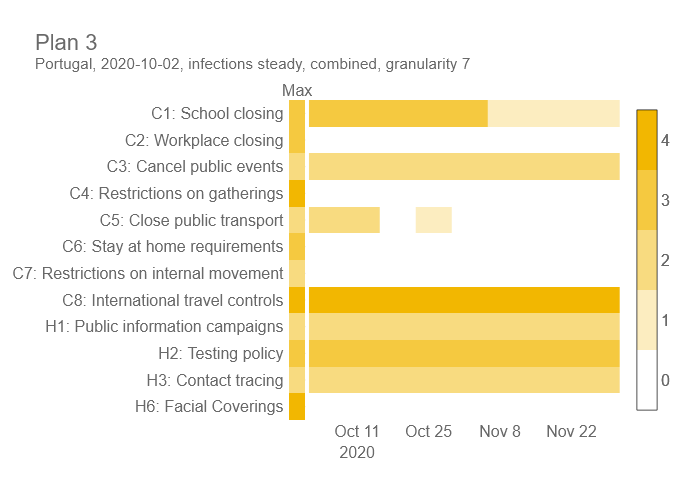 Plan 3
Portugal, 2020-10-02, infections steady, combined, granularity 7
Max
C1: School closing
C2: Workplace closing
C3: Cancel public events
C4: Restrictions on gatherings
C5: Close public transport
C6: Stay at home requirements
C7: Restrictions on internal movement
C8: International travel controls
H1: Public information campaigns
H2: Testing policy
H3: Contact tracing
H6: Facial Coverings
4
3
2
1
0
Oct 11 Oct 25 Nov 8 Nov 22
2020